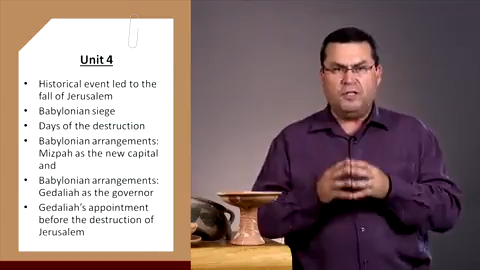 Unit 4
• Historical event led to the
fall of Jerusalem
• Babylonian siege
• Days of the destruction
• Babylonian arrangements:
Mizpah as the new capital
and
• Babylonian arrangements:
Gedaliah as the governor
• Gedaliah's appointment
before the destruction of
Jerusalem